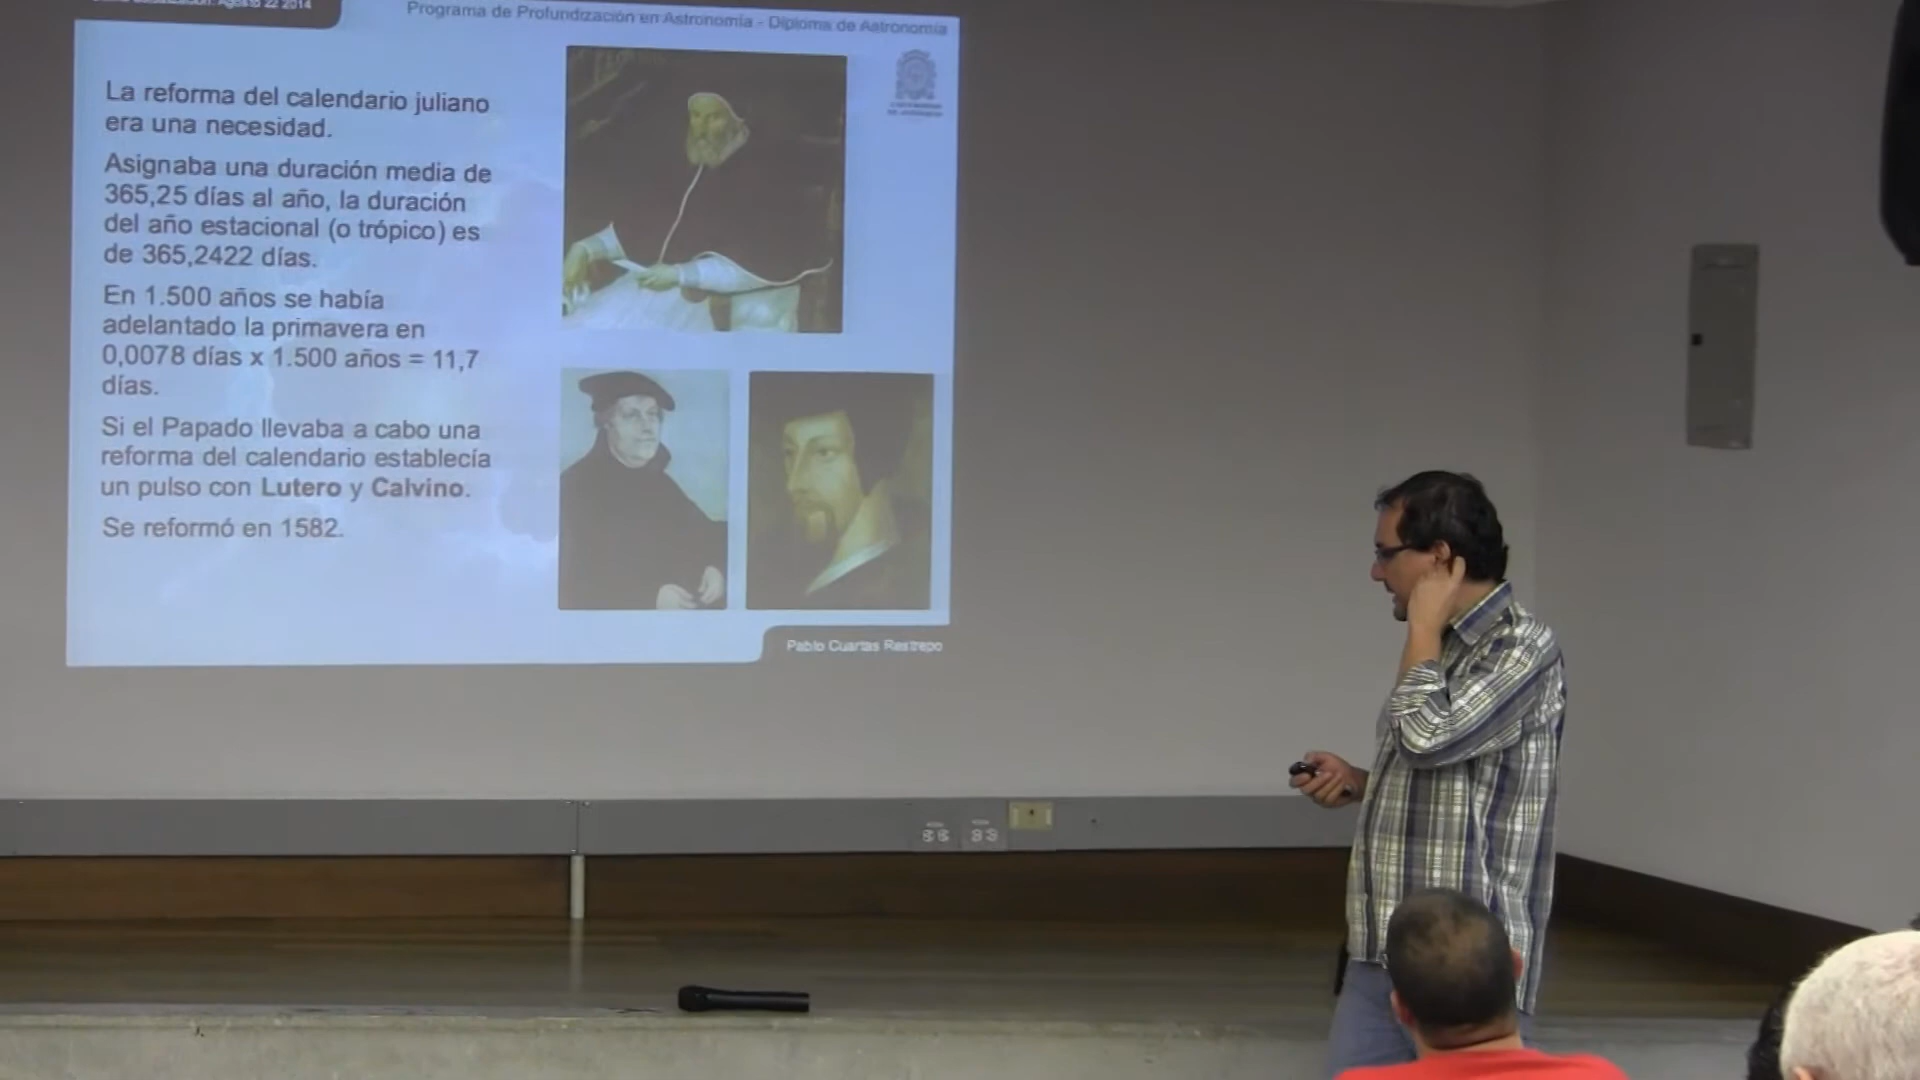 Agosto 22 2014
Programa de Profundización en Astronomía - Diploma de Astronomía
La reforma del calendario juliano
era una necesidad.
Asignaba una duración media de
365,25 días al año, la duración
del año estacional (o trópico) es
de 365,2422 días.
En 1.500 años se había
adelantado la primavera en
0,0078 días x 1.500 años = 11,7
días.
Si el Papado llevaba a cabo una
reforma del calendario establecía
un pulso con Lutero y Calvino.
Se reformó en 1582.
Pablo Cuartas Restrepo